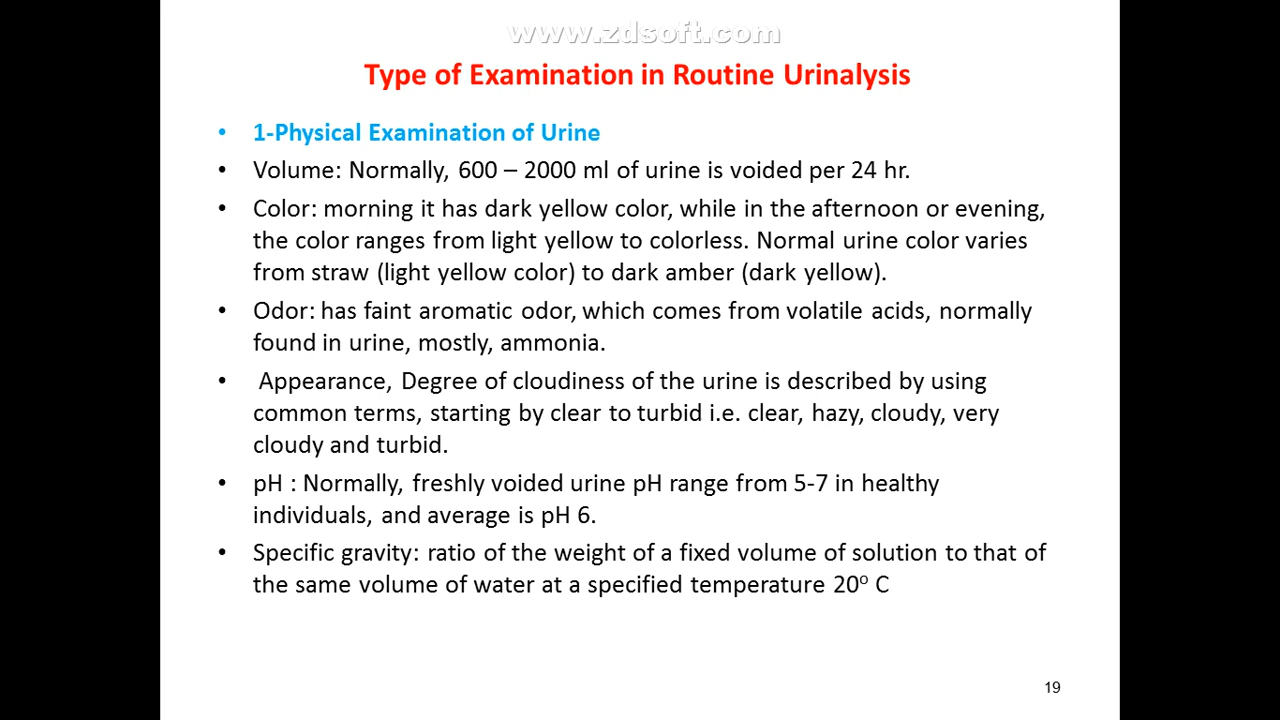 www.zdsoft.com
Type of Examination in Routine Urinalysis
• 1-Physical Examination of Urine
• Volume: Normally, 600 – 2000 ml of urine is voided per 24 hr.
• Color: morning it has dark yellow color, while in the afternoon or evening,
the color ranges from light yellow to colorless. Normal urine color varies
from straw (light yellow color) to dark amber (dark yellow).
• Odor: has faint aromatic odor, which comes from volatile acids, normally
found in urine, mostly, ammonia.
• Appearance, Degree of cloudiness of the urine is described by using
common terms, starting by clear to turbid i.e. clear, hazy, cloudy, very
cloudy and turbid.
• pH : Normally, freshly voided urine pH range from 5-7 in healthy
individuals, and average is pH 6.
• Specific gravity: ratio of the weight of a fixed volume of solution to that of
the same volume of water at a specified temperature 20º C
19